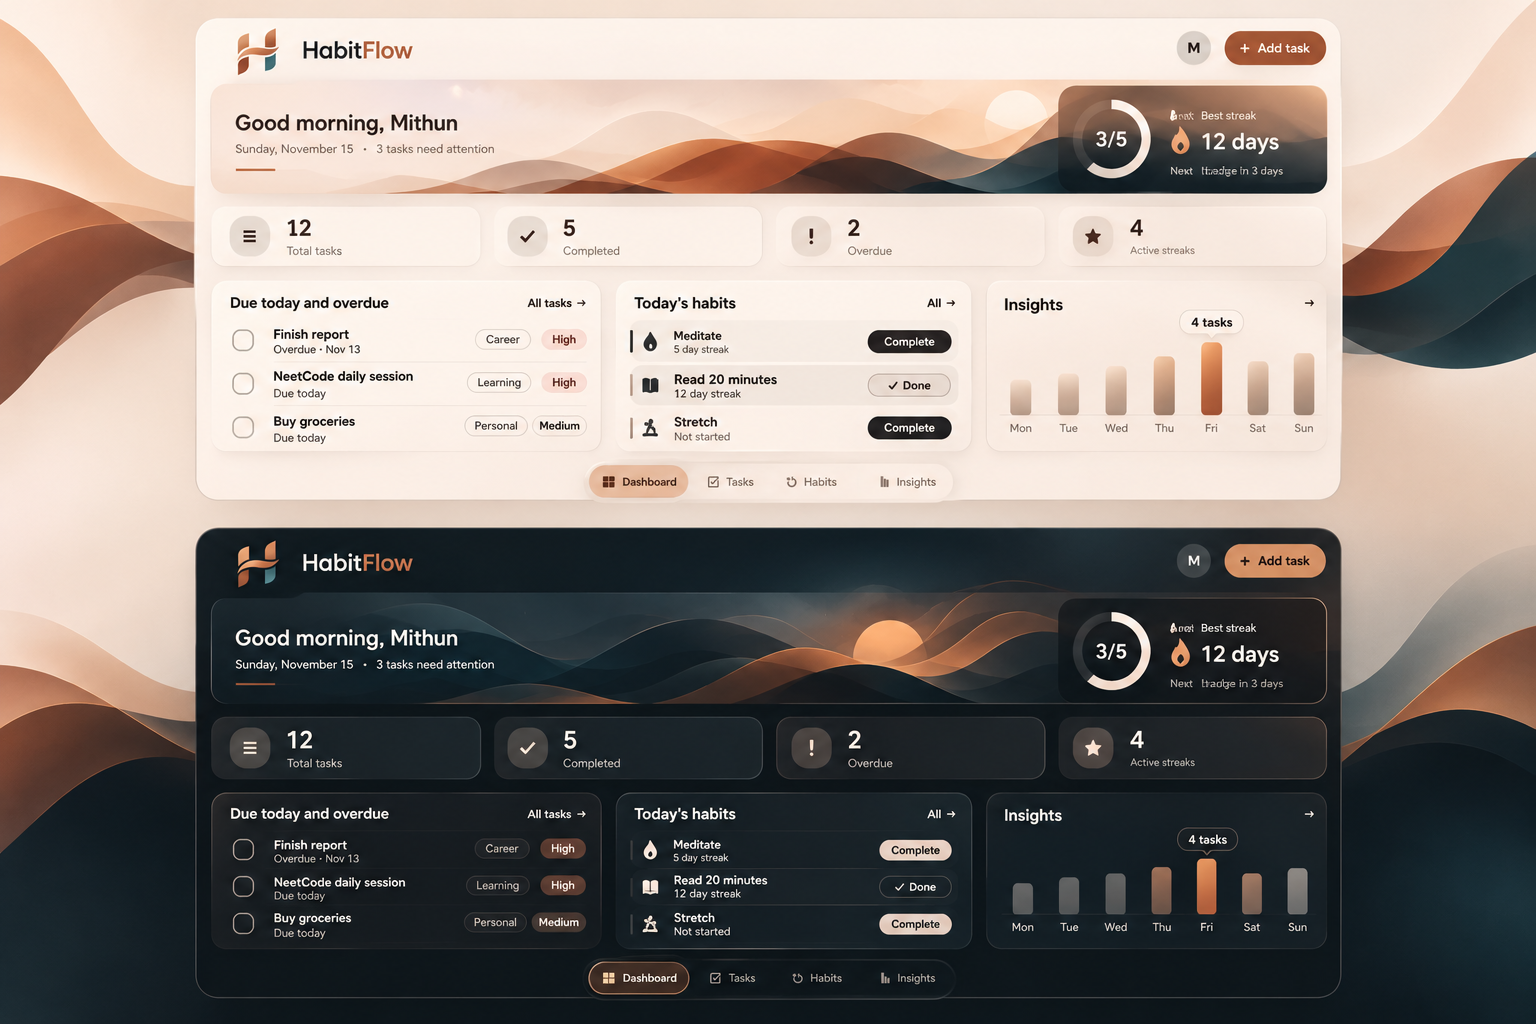 HabitFlow
M
+ Add task
Good morning, Mithun
Sunday, November 15 • 3 tasks need attention
3/5
Best streak
12 days
Next in 3 days
12
Total tasks
5
Completed
2
Overdue
4
Active streaks
Due today and overdue
All tasks →
Finish report
Overdue • Nov 13
Career
High
NeetCode daily session
Due today
Learning
High
Buy groceries
Due today
Personal
Medium
Today's habits
All →
Meditate
5 day streak
Complete
Read 20 minutes
12 day streak
✓ Done
Stretch
Not started
Complete
Insights
→
4 tasks
Mon Tue Wed Thu Fri Sat Sun
Dashboard Tasks Habits Insights
HabitFlow
M
+ Add task
Good morning, Mithun
Sunday, November 15 • 3 tasks need attention
3/5
Best streak
12 days
Next in 3 days
12
Total tasks
5
Completed
2
Overdue
4
Active streaks
Due today and overdue
All tasks →
Finish report
Overdue • Nov 13
Career
High
NeetCode daily session
Due today
Learning
High
Buy groceries
Due today
Personal
Medium
Today's habits
All →
Meditate
5 day streak
Complete
Read 20 minutes
12 day streak
✓ Done
Stretch
Not started
Complete
Insights
→
4 tasks
Mon Tue Wed Thu Fri Sat Sun
Dashboard Tasks Habits Insights